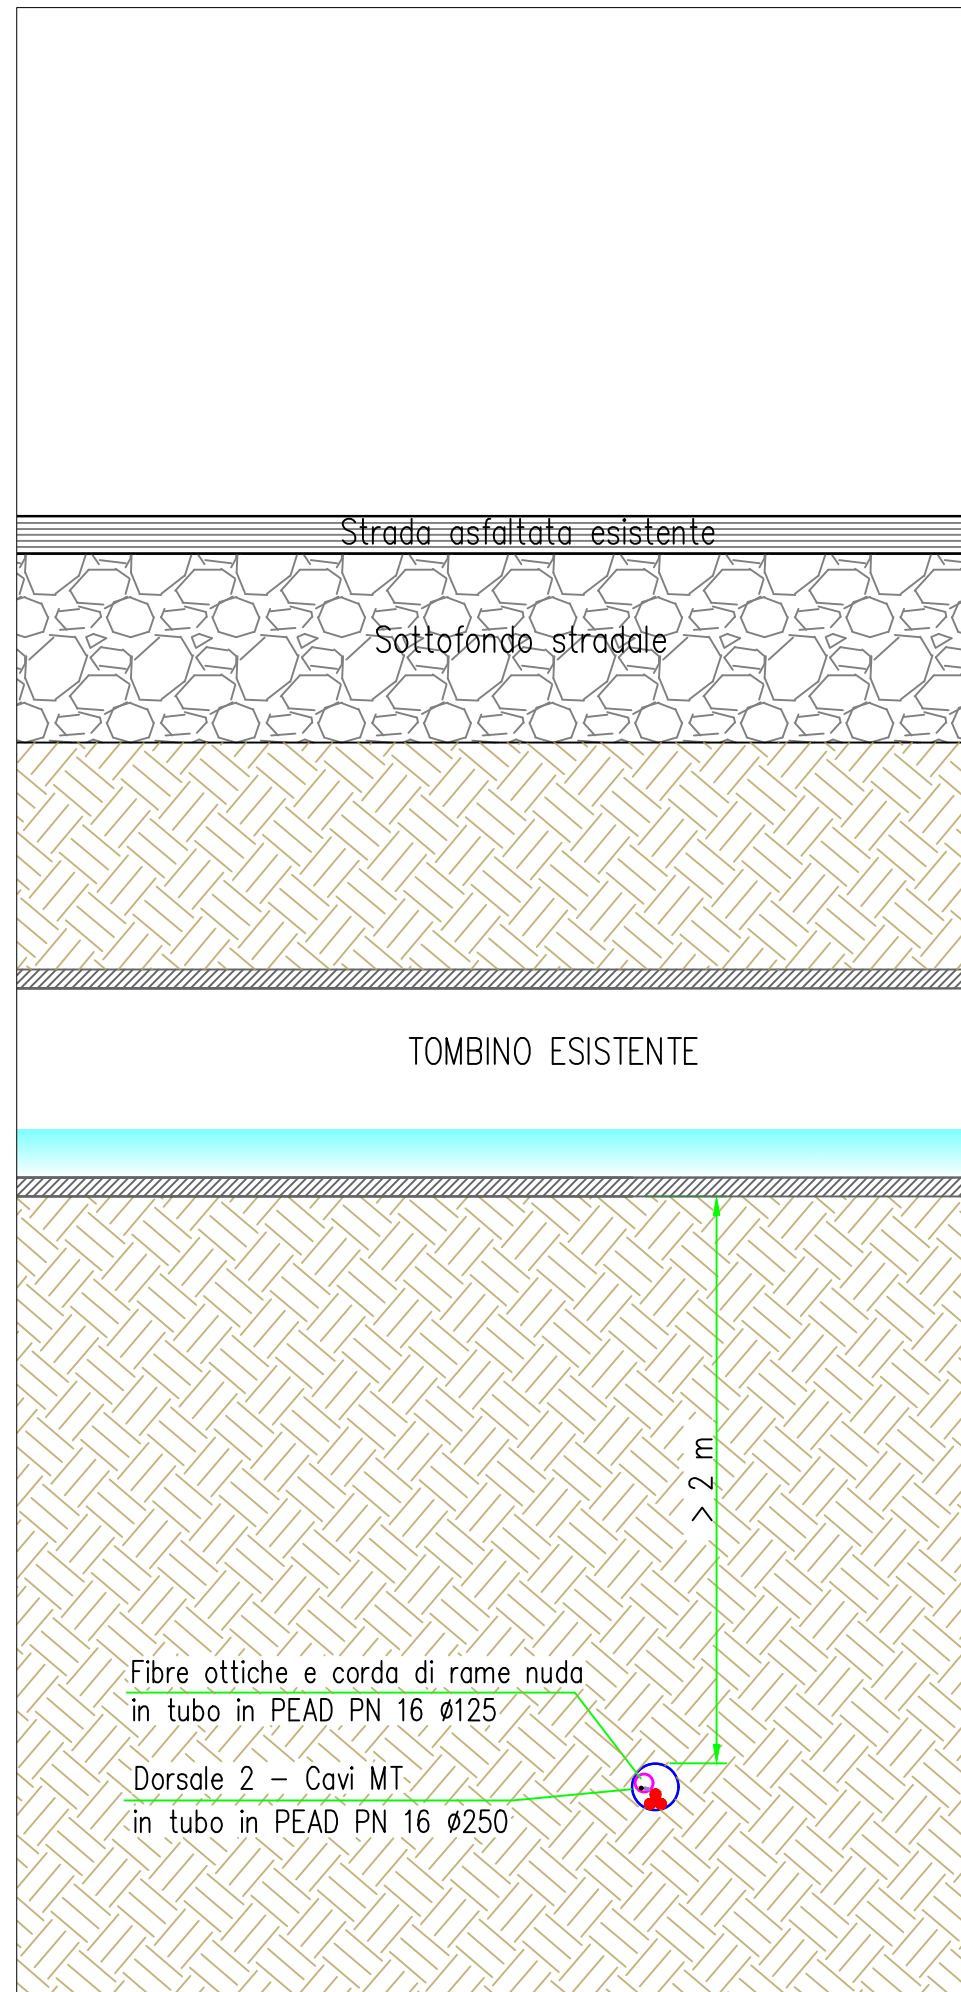 Strada asfaltata esistente
Sottofondo stradale
TOMBINO ESISTENTE
> 2 m
Fibre ottiche e corda di rame nuda
in tubo in PEAD PN 16 Ø125
Dorsale 2 – Cavi MT
in tubo in PEAD PN 16 Ø250